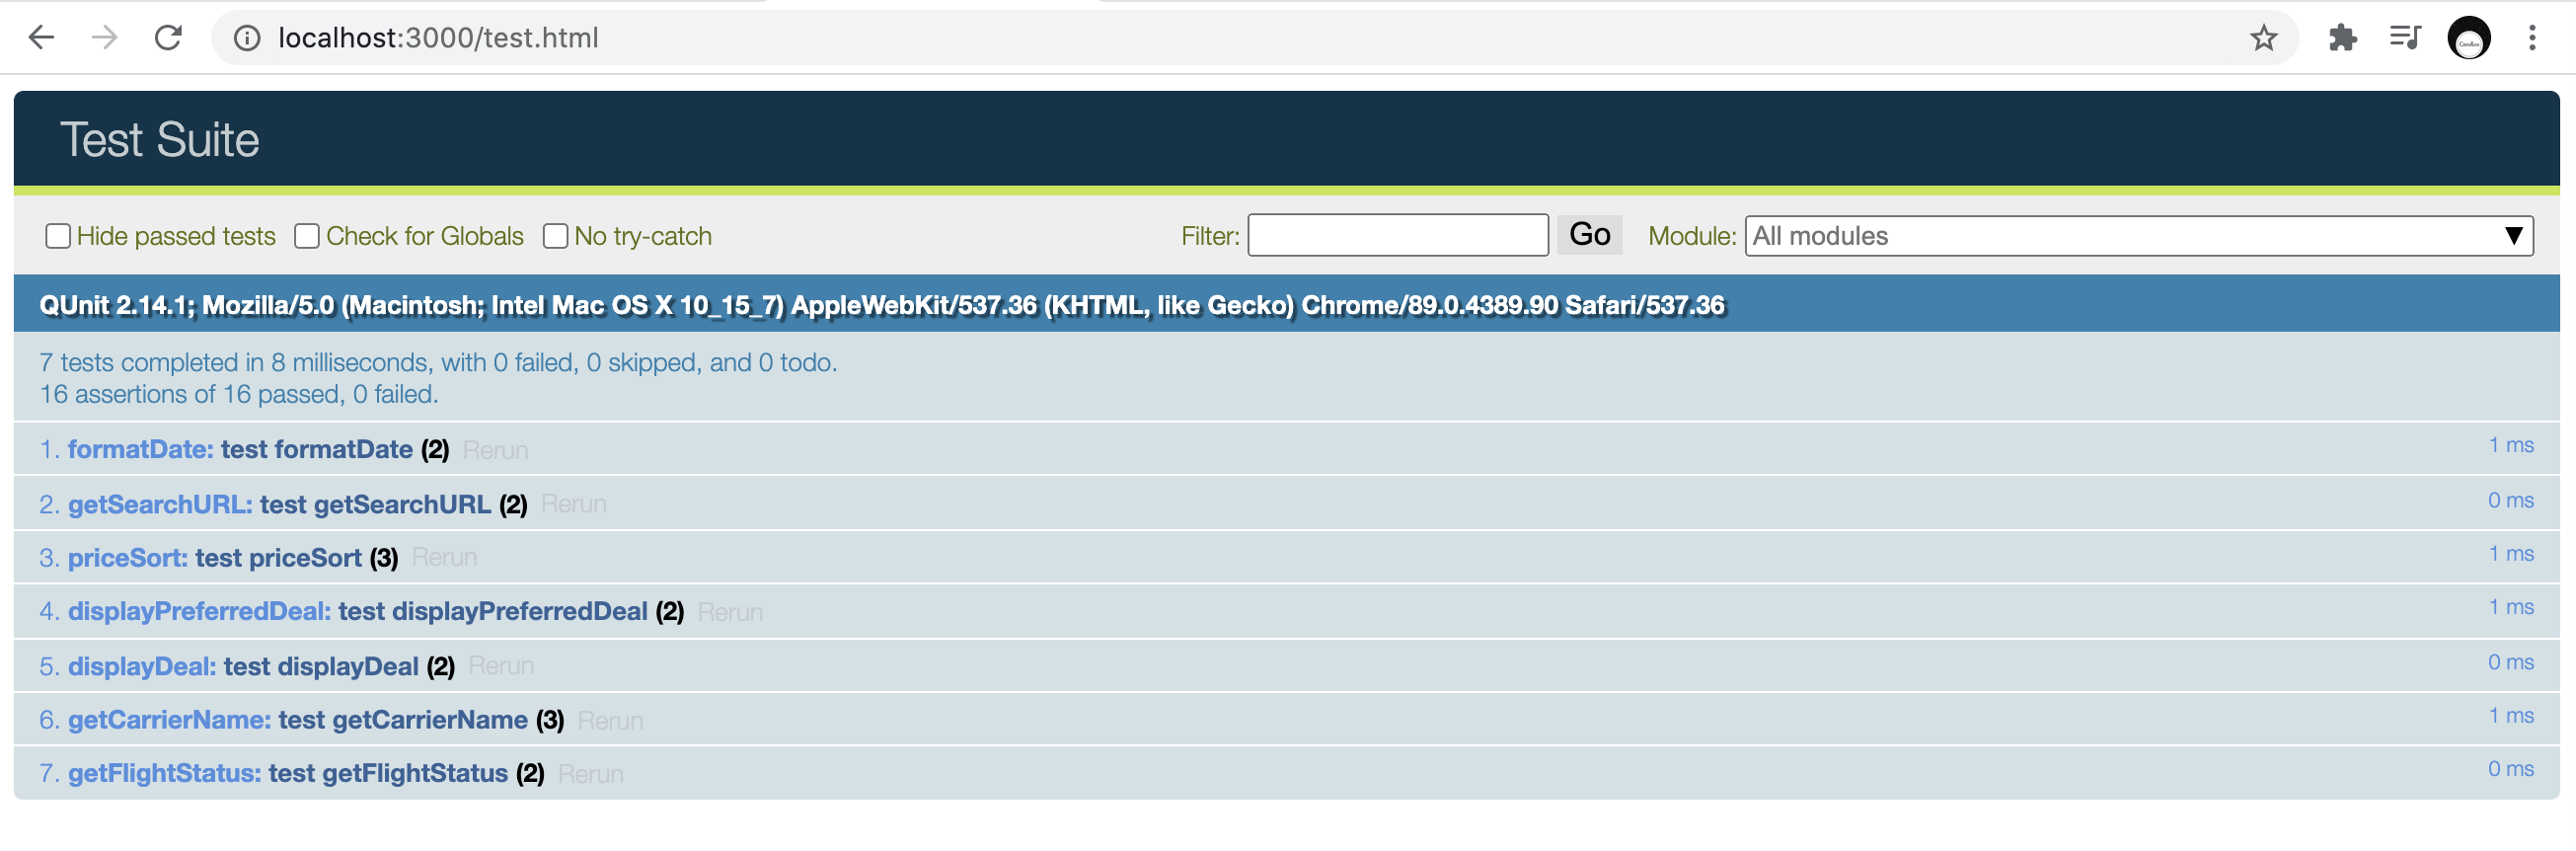 localhost:3000/test.html
Test Suite
Hide passed tests Check for Globals No try-catch Filter: Go Module: All modules ▼
QUnit 2.14.1; Mozilla/5.0 (Macintosh; Intel Mac OS X 10_15_7) AppleWebKit/537.36 (KHTML, like Gecko) Chrome/89.0.4389.90 Safari/537.36
7 tests completed in 8 milliseconds, with 0 failed, 0 skipped, and 0 todo.
16 assertions of 16 passed, 0 failed.
1. formatDate: test formatDate (2) Rerun 1 ms
2. getSearchURL: test getSearchURL (2) Rerun 0 ms
3. priceSort: test priceSort (3) Rerun 1 ms
4. displayPreferredDeal: test displayPreferredDeal (2) Rerun 1 ms
5. displayDeal: test displayDeal (2) Rerun 0 ms
6. getCarrierName: test getCarrierName (3) Rerun 1 ms
7. getFlightStatus: test getFlightStatus (2) Rerun 0 ms